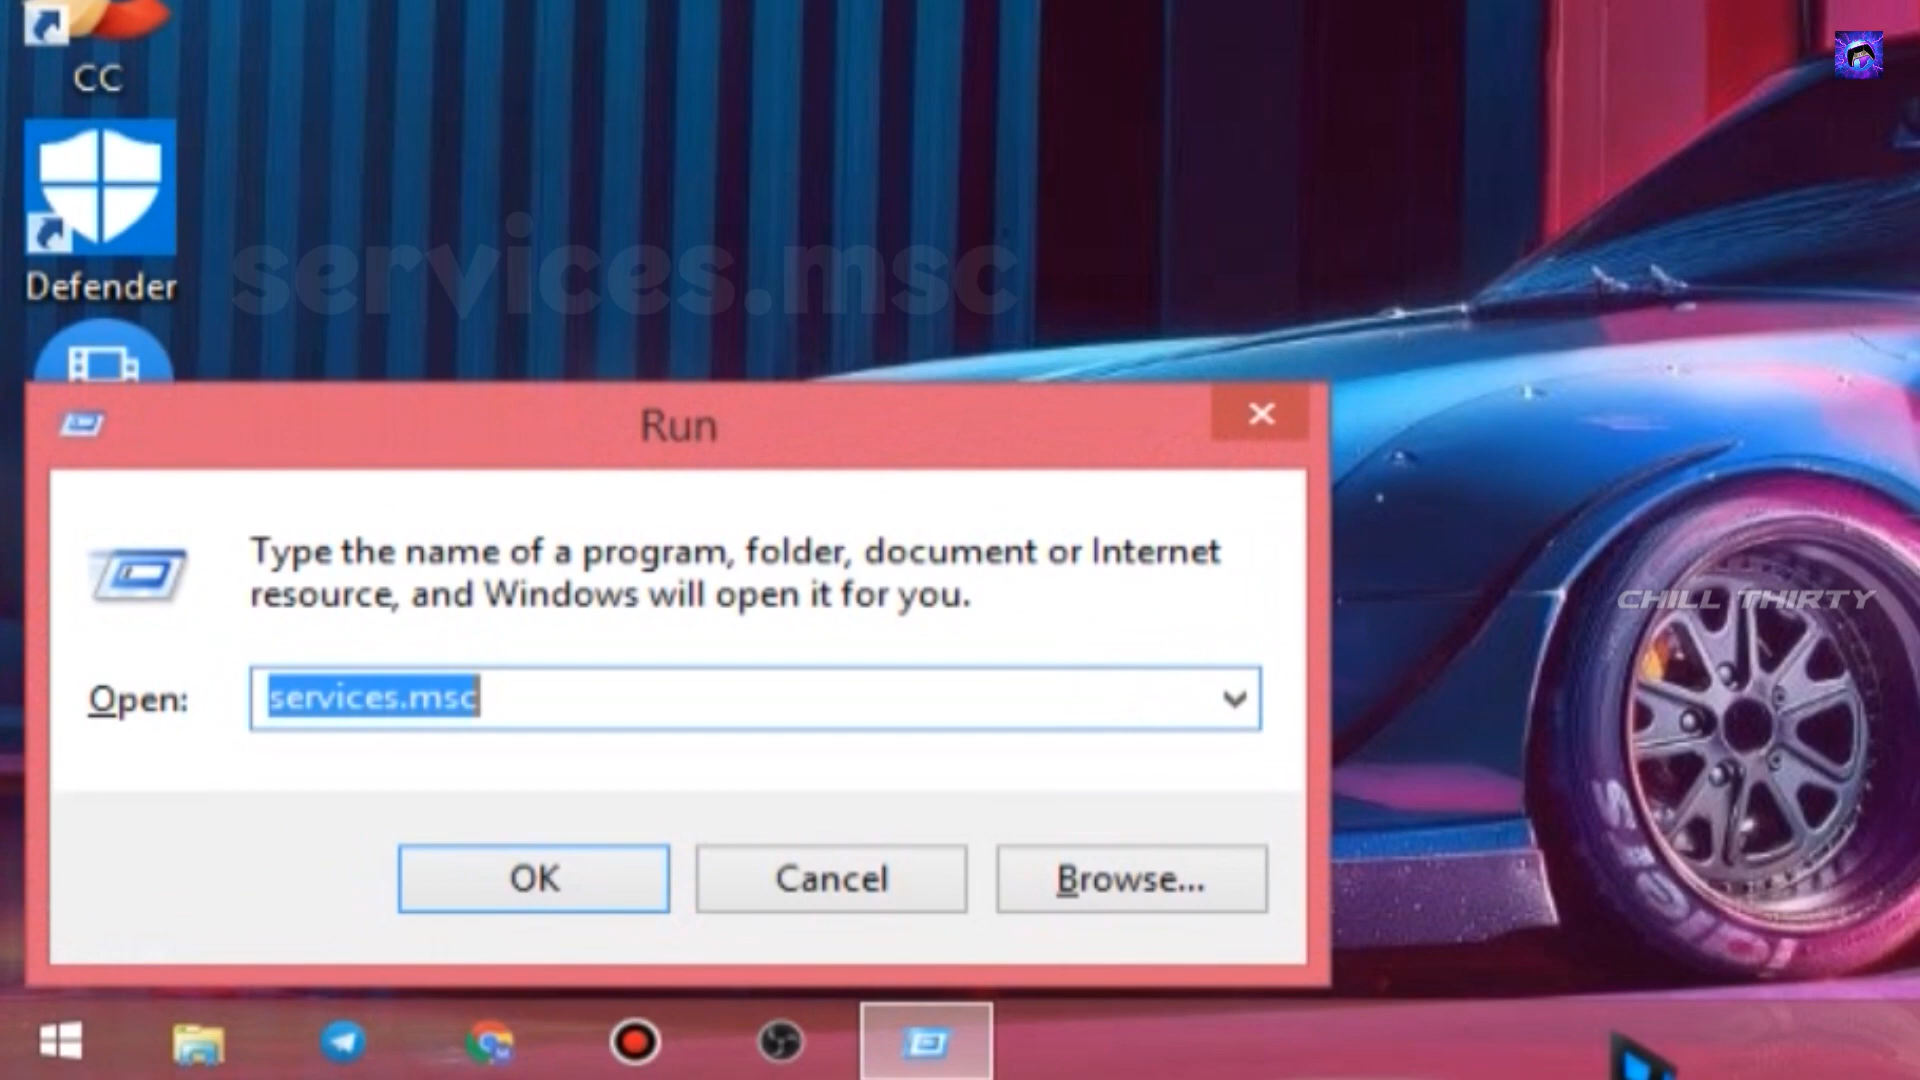 CC
Defender
services.msc
Run
Type the name of a program, folder, document or Internet
resource, and Windows will open it for you.
Open:
services.msc
OK
Cancel
Browse...
CHILL THIRTY